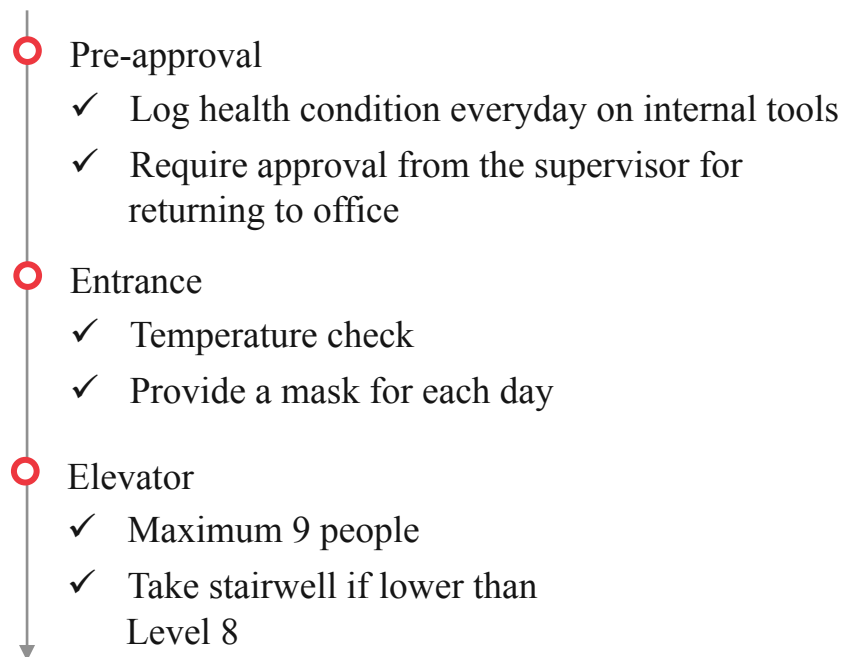 Pre-approval
✓ Log health condition everyday on internal tools
✓ Require approval from the supervisor for
returning to office
Entrance
✓ Temperature check
✓ Provide a mask for each day
Elevator
✓ Maximum 9 people
✓ Take stairwell if lower than
Level 8